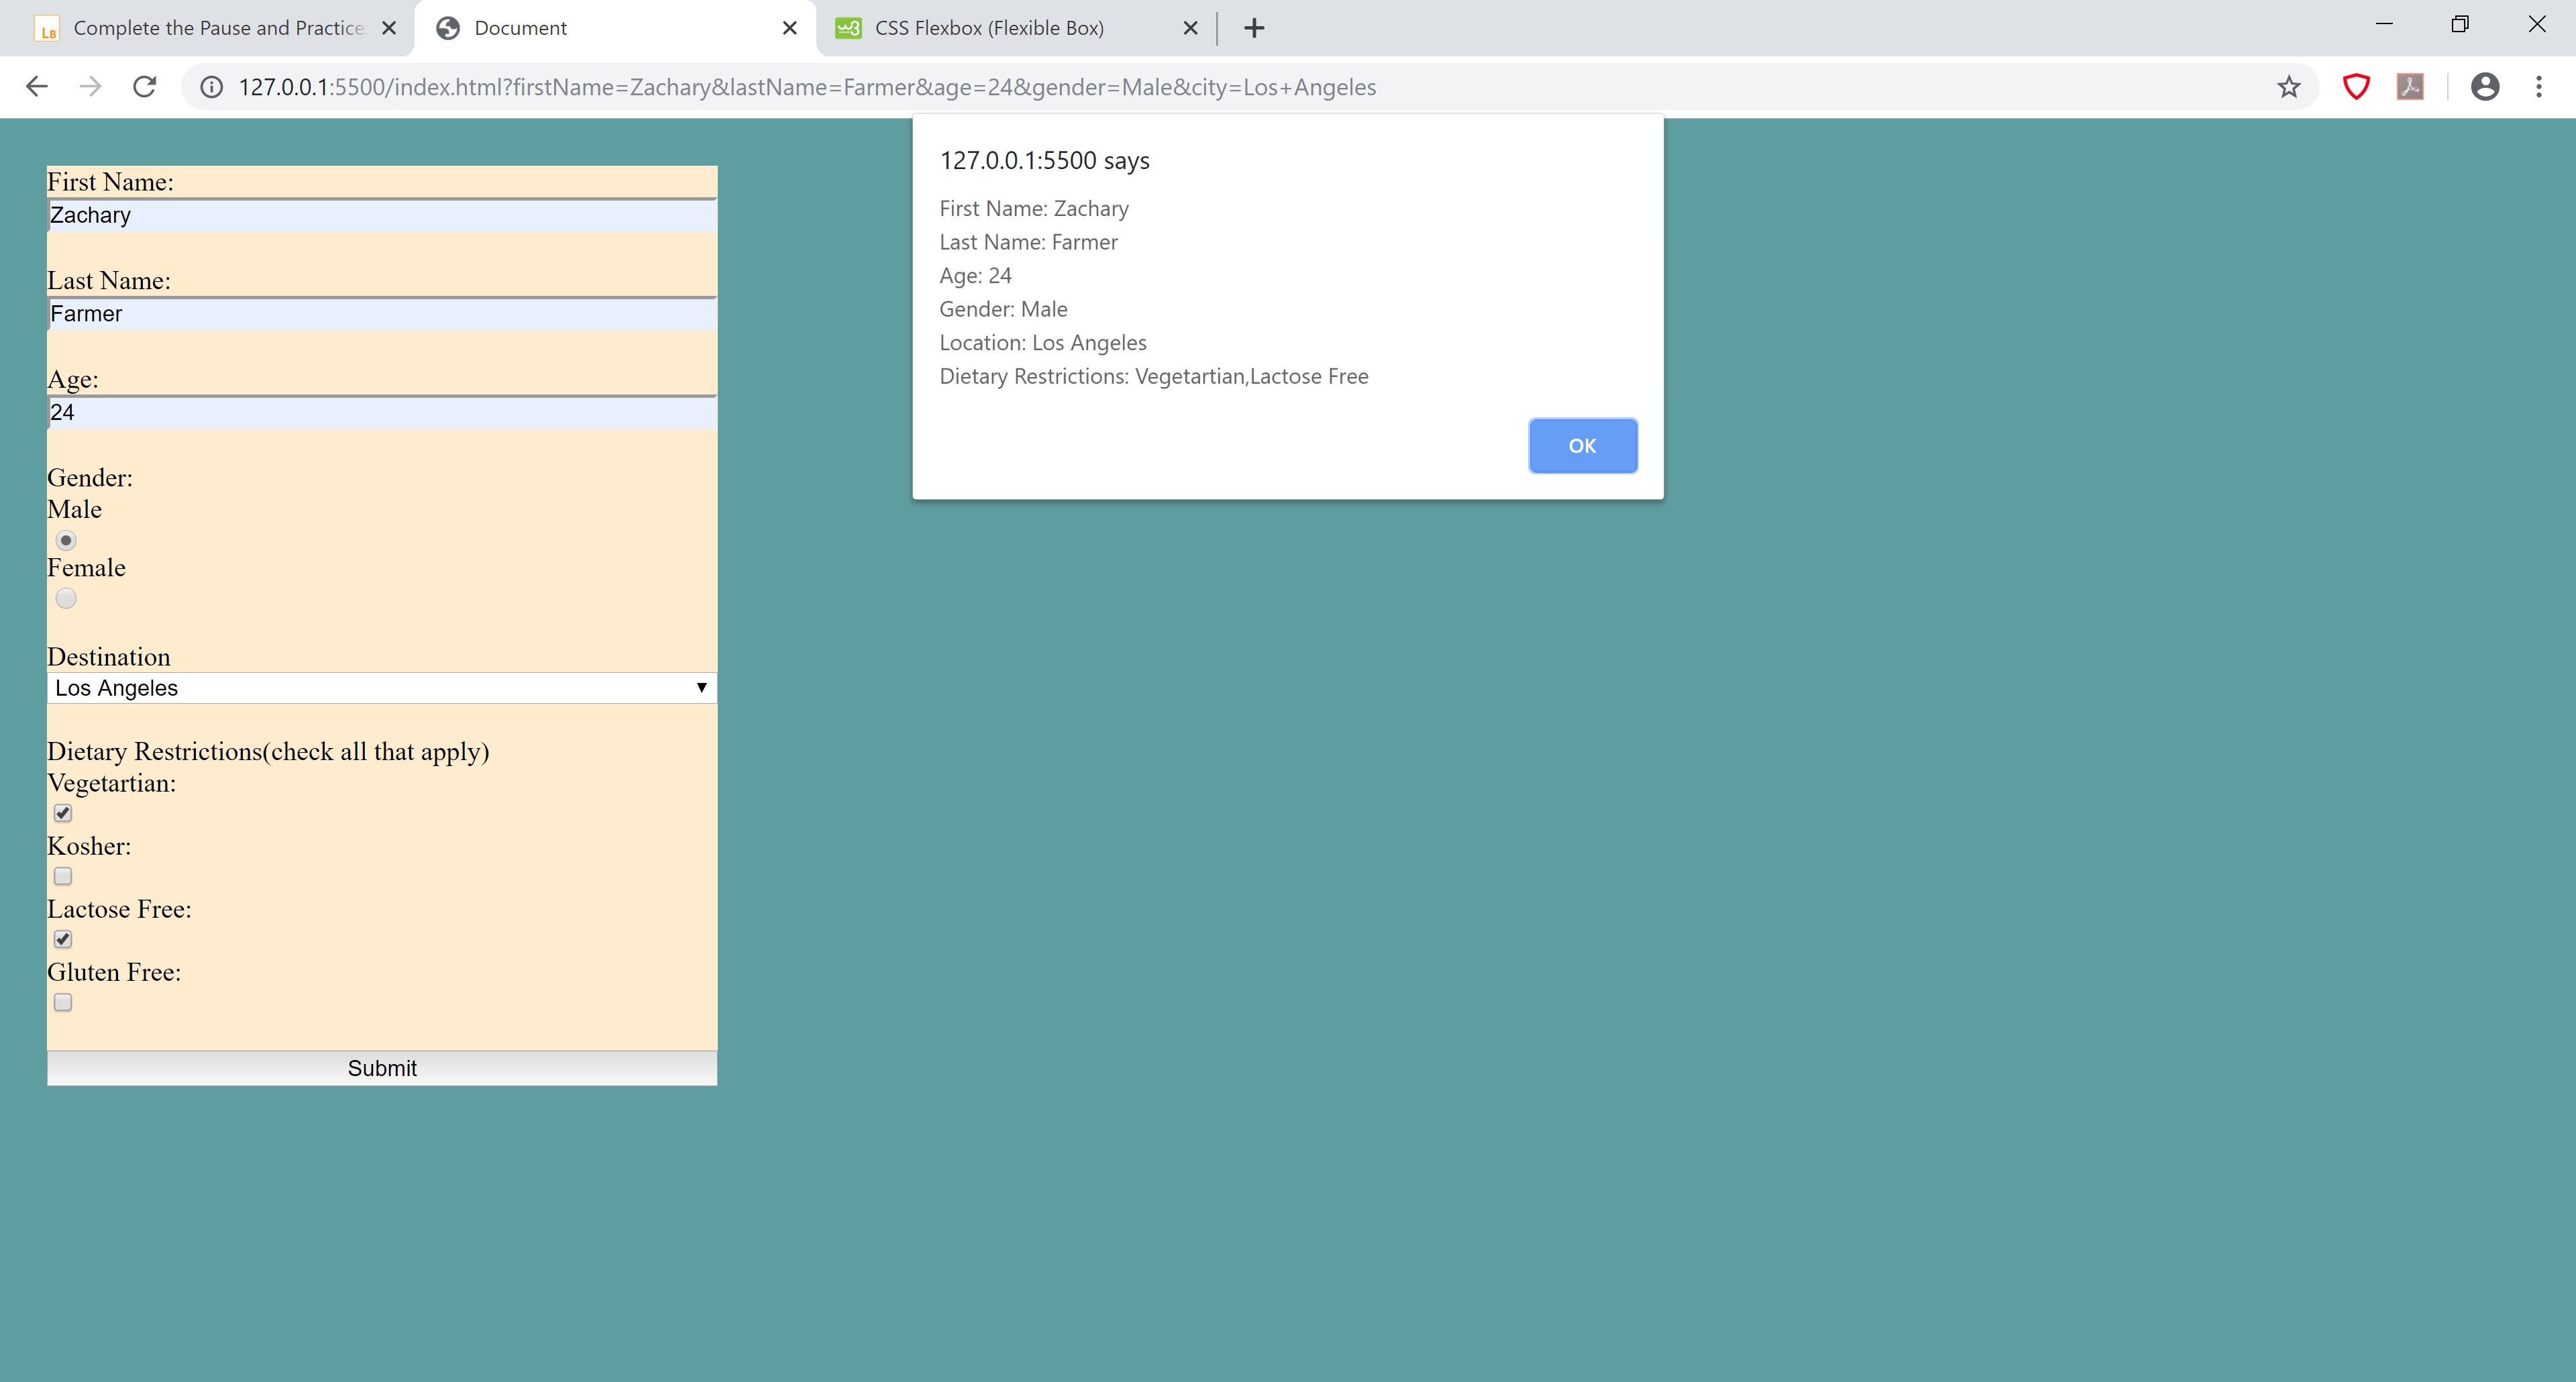 Complete the Pause and Practice
Document
CSS Flexbox (Flexible Box)
127.0.0.1:5500/index.html?firstName=Zachary&lastName=Farmer&age=24&gender=Male&city=Los+Angeles
127.0.0.1:5500 says
First Name: Zachary
Last Name: Farmer
Age: 24
Gender: Male
Location: Los Angeles
Dietary Restrictions: Vegetartian,Lactose Free
OK
First Name:
Zachary
Last Name:
Farmer
Age:
24
Gender:
Male
Female
Destination
Los Angeles
Dietary Restrictions(check all that apply)
Vegetartian:
Kosher:
Lactose Free:
Gluten Free:
Submit